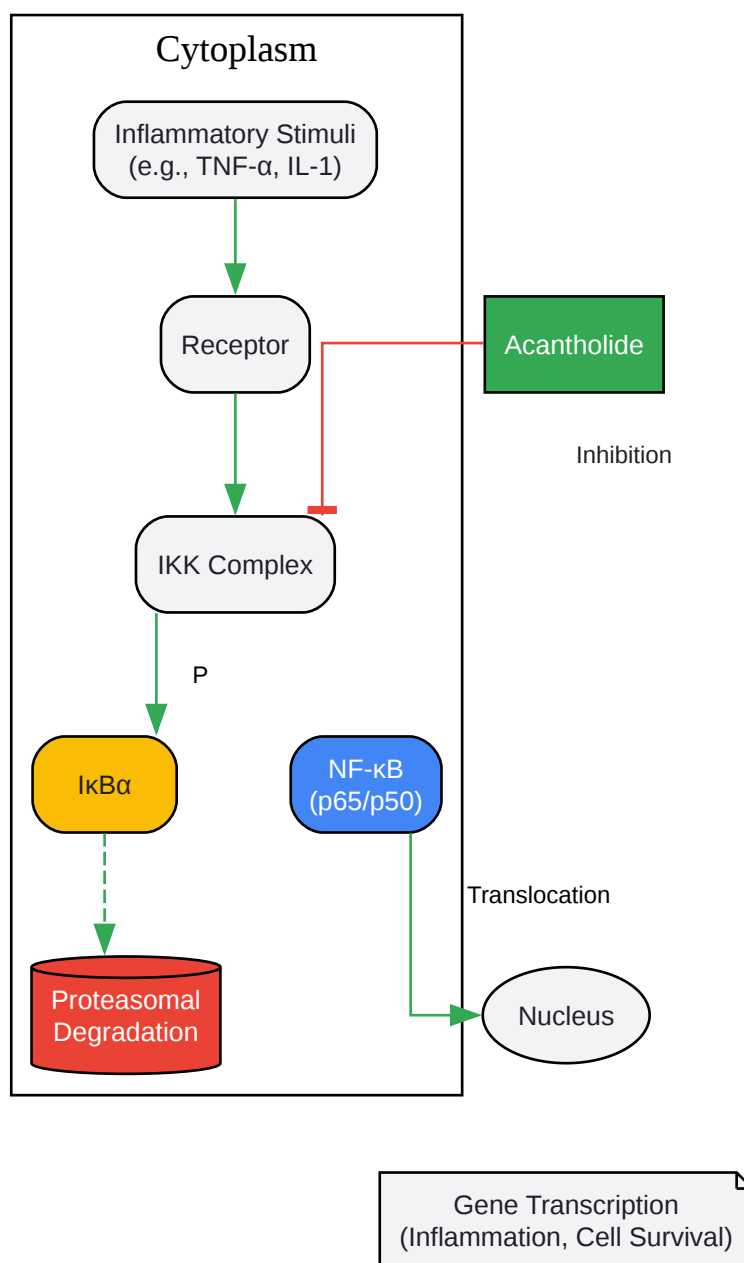 Cytoplasm
Inflammatory Stimuli
(e.g., TNF-α, IL-1)
Receptor
Acantholide
Inhibition
IKK Complex
P
IκBα
NF-κB
(p65/p50)
Translocation
Proteasomal
Degradation
Nucleus
Gene Transcription
(Inflammation, Cell Survival)